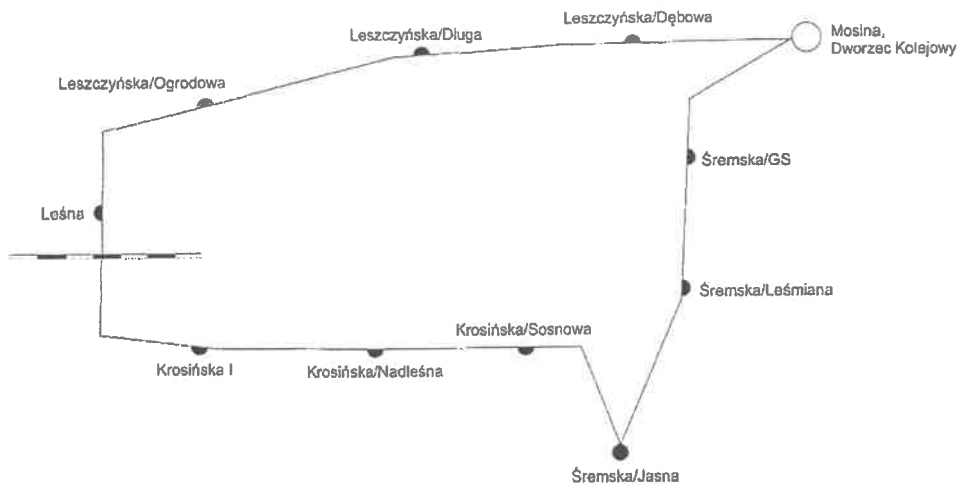 Leszczyńska/Dębowa
Mosina,
Dworzec Kolejowy
Leszczyńska/Długa
Leszczyńska/Ogrodowa
Śremska/GS
Leśna
Śremska/Leśmiana
Krosińska/Sosnowa
Krosińska I
Krosińska/Nadleśna
Śremska/Jasna